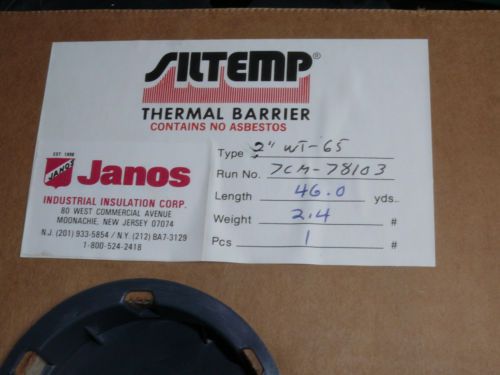 SILTEMP®
THERMAL BARRIER
CONTAINS NO ASBESTOS
Type 2" WT-65
Run No. 7CM-78103
Length 46.0 yds.
Weight 2.4 #
Pcs 1 #
EST 1898
JANOS
Janos
INDUSTRIAL INSULATION CORP.
80 WEST COMMERCIAL AVENUE
MOONACHIE, NEW JERSEY 07074
N.J. (201) 933-5854 / N.Y. (212) BA7-3129
1-800-524-2418